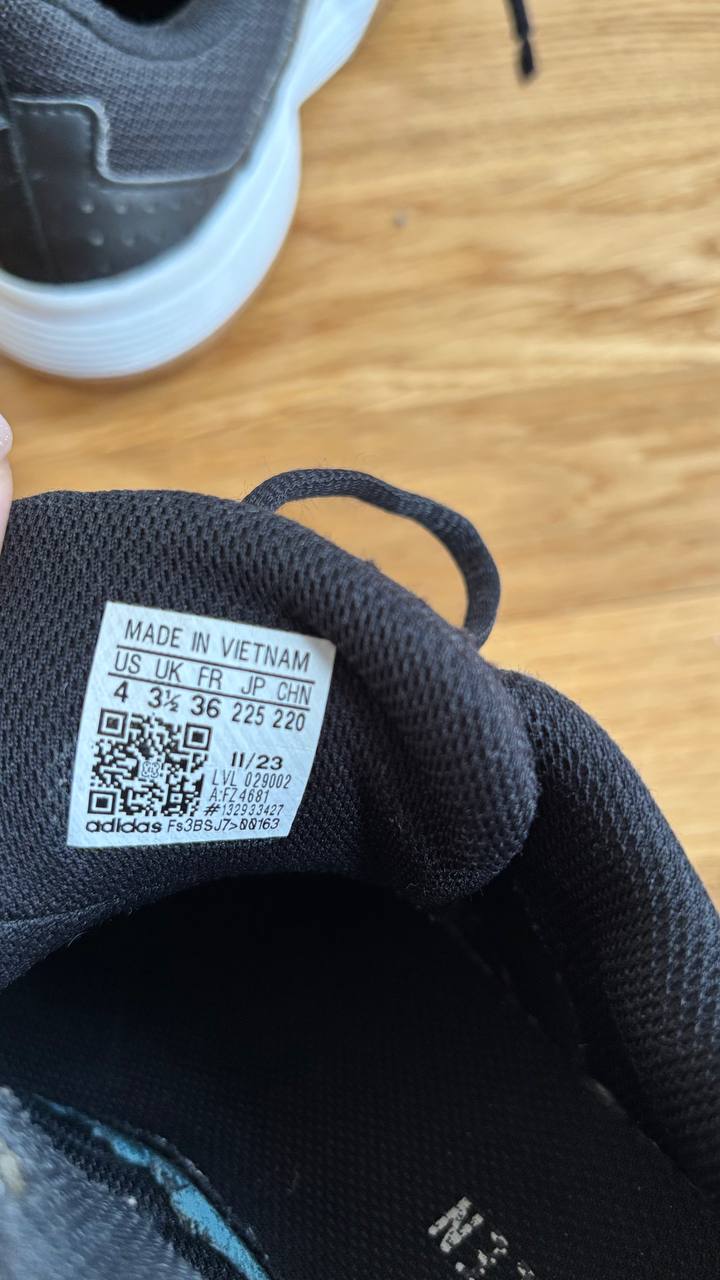 MADE IN VIETNAM
US UK FR JP CHN
4 3½ 36 225 220
11/23
LVL 029002
A:FZ4681
#132933427
adidas Fs3BSJ7>00163